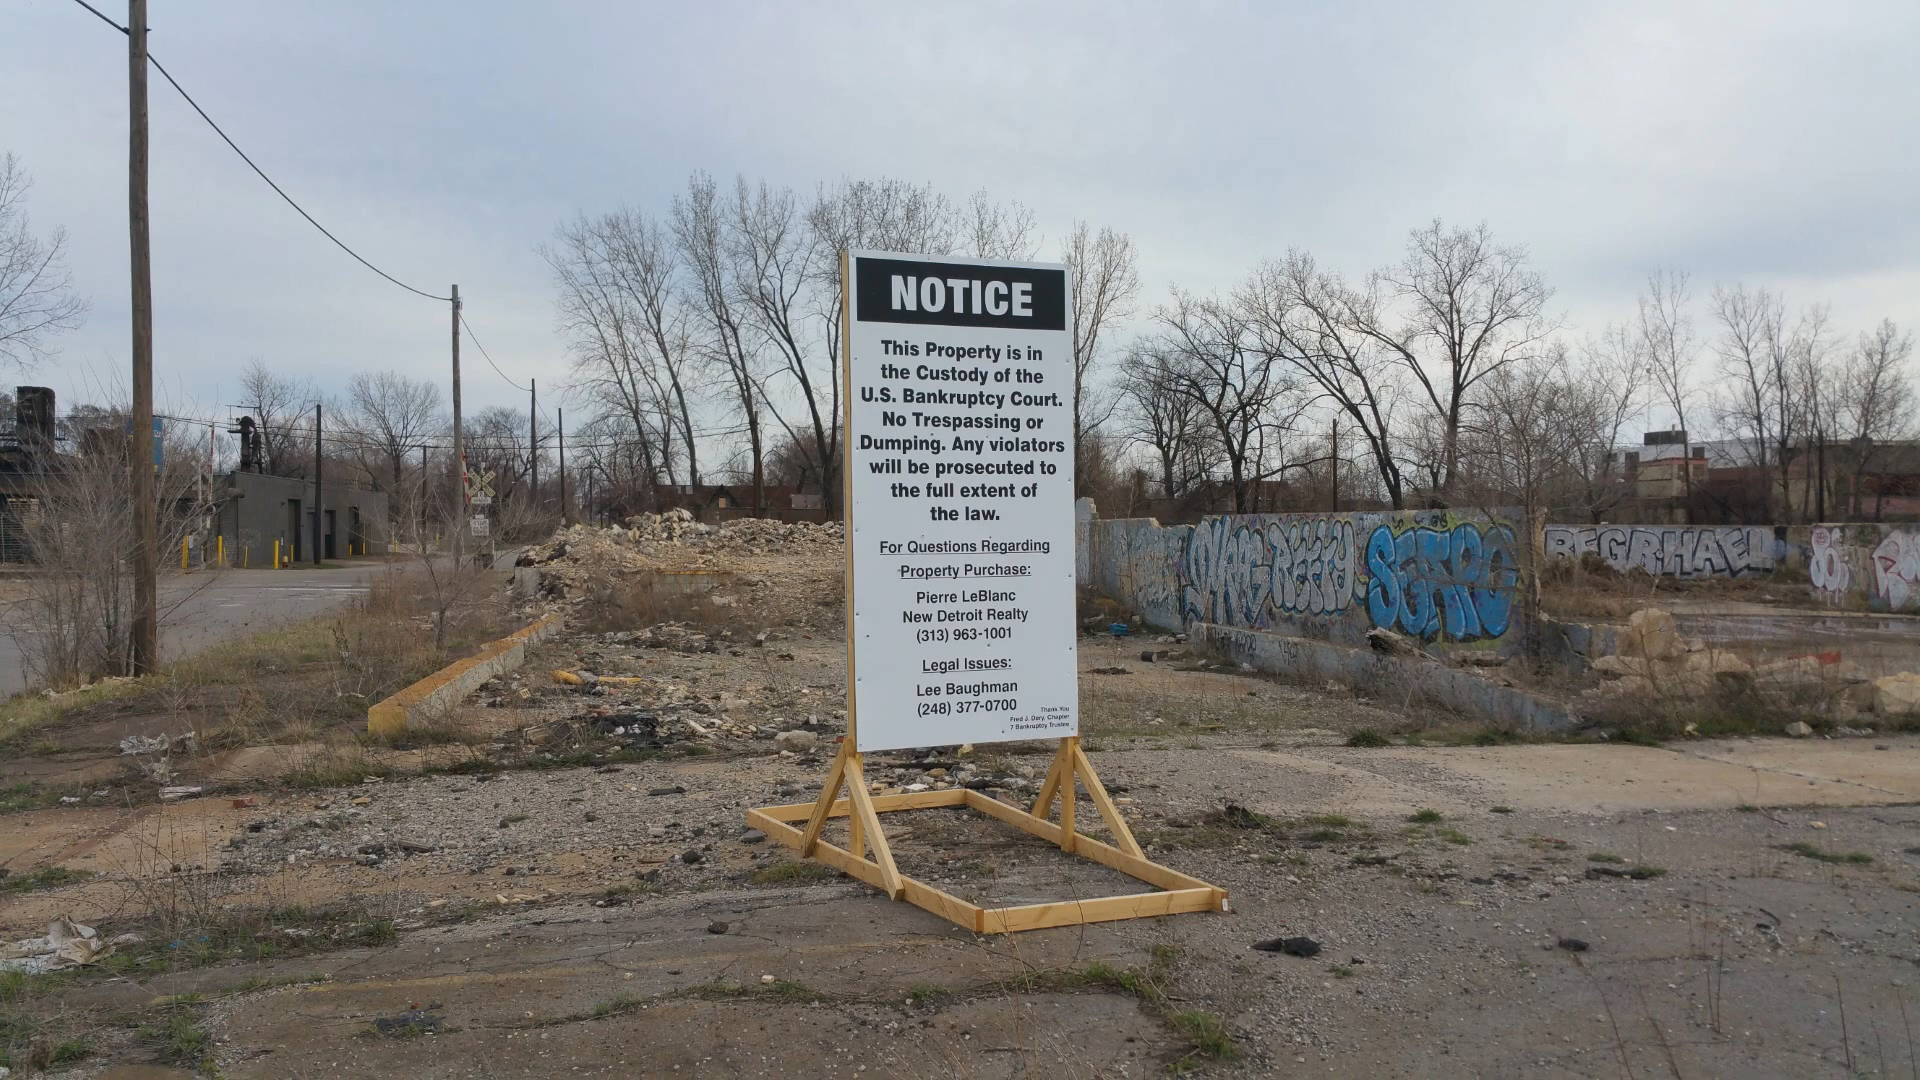 NOTICE
This Property is in
the Custody of the
U.S. Bankruptcy Court.
No Trespassing or
Dumping. Any violators
will be prosecuted to
the full extent of
the law.
For Questions Regarding
Property Purchase:
Pierre LeBlanc
New Detroit Realty
(313) 963-1001
Legal Issues:
Lee Baughman
(248) 377-0700
Thank You
Fred J. Dery, Chapter
7 Bankruptcy Trustee